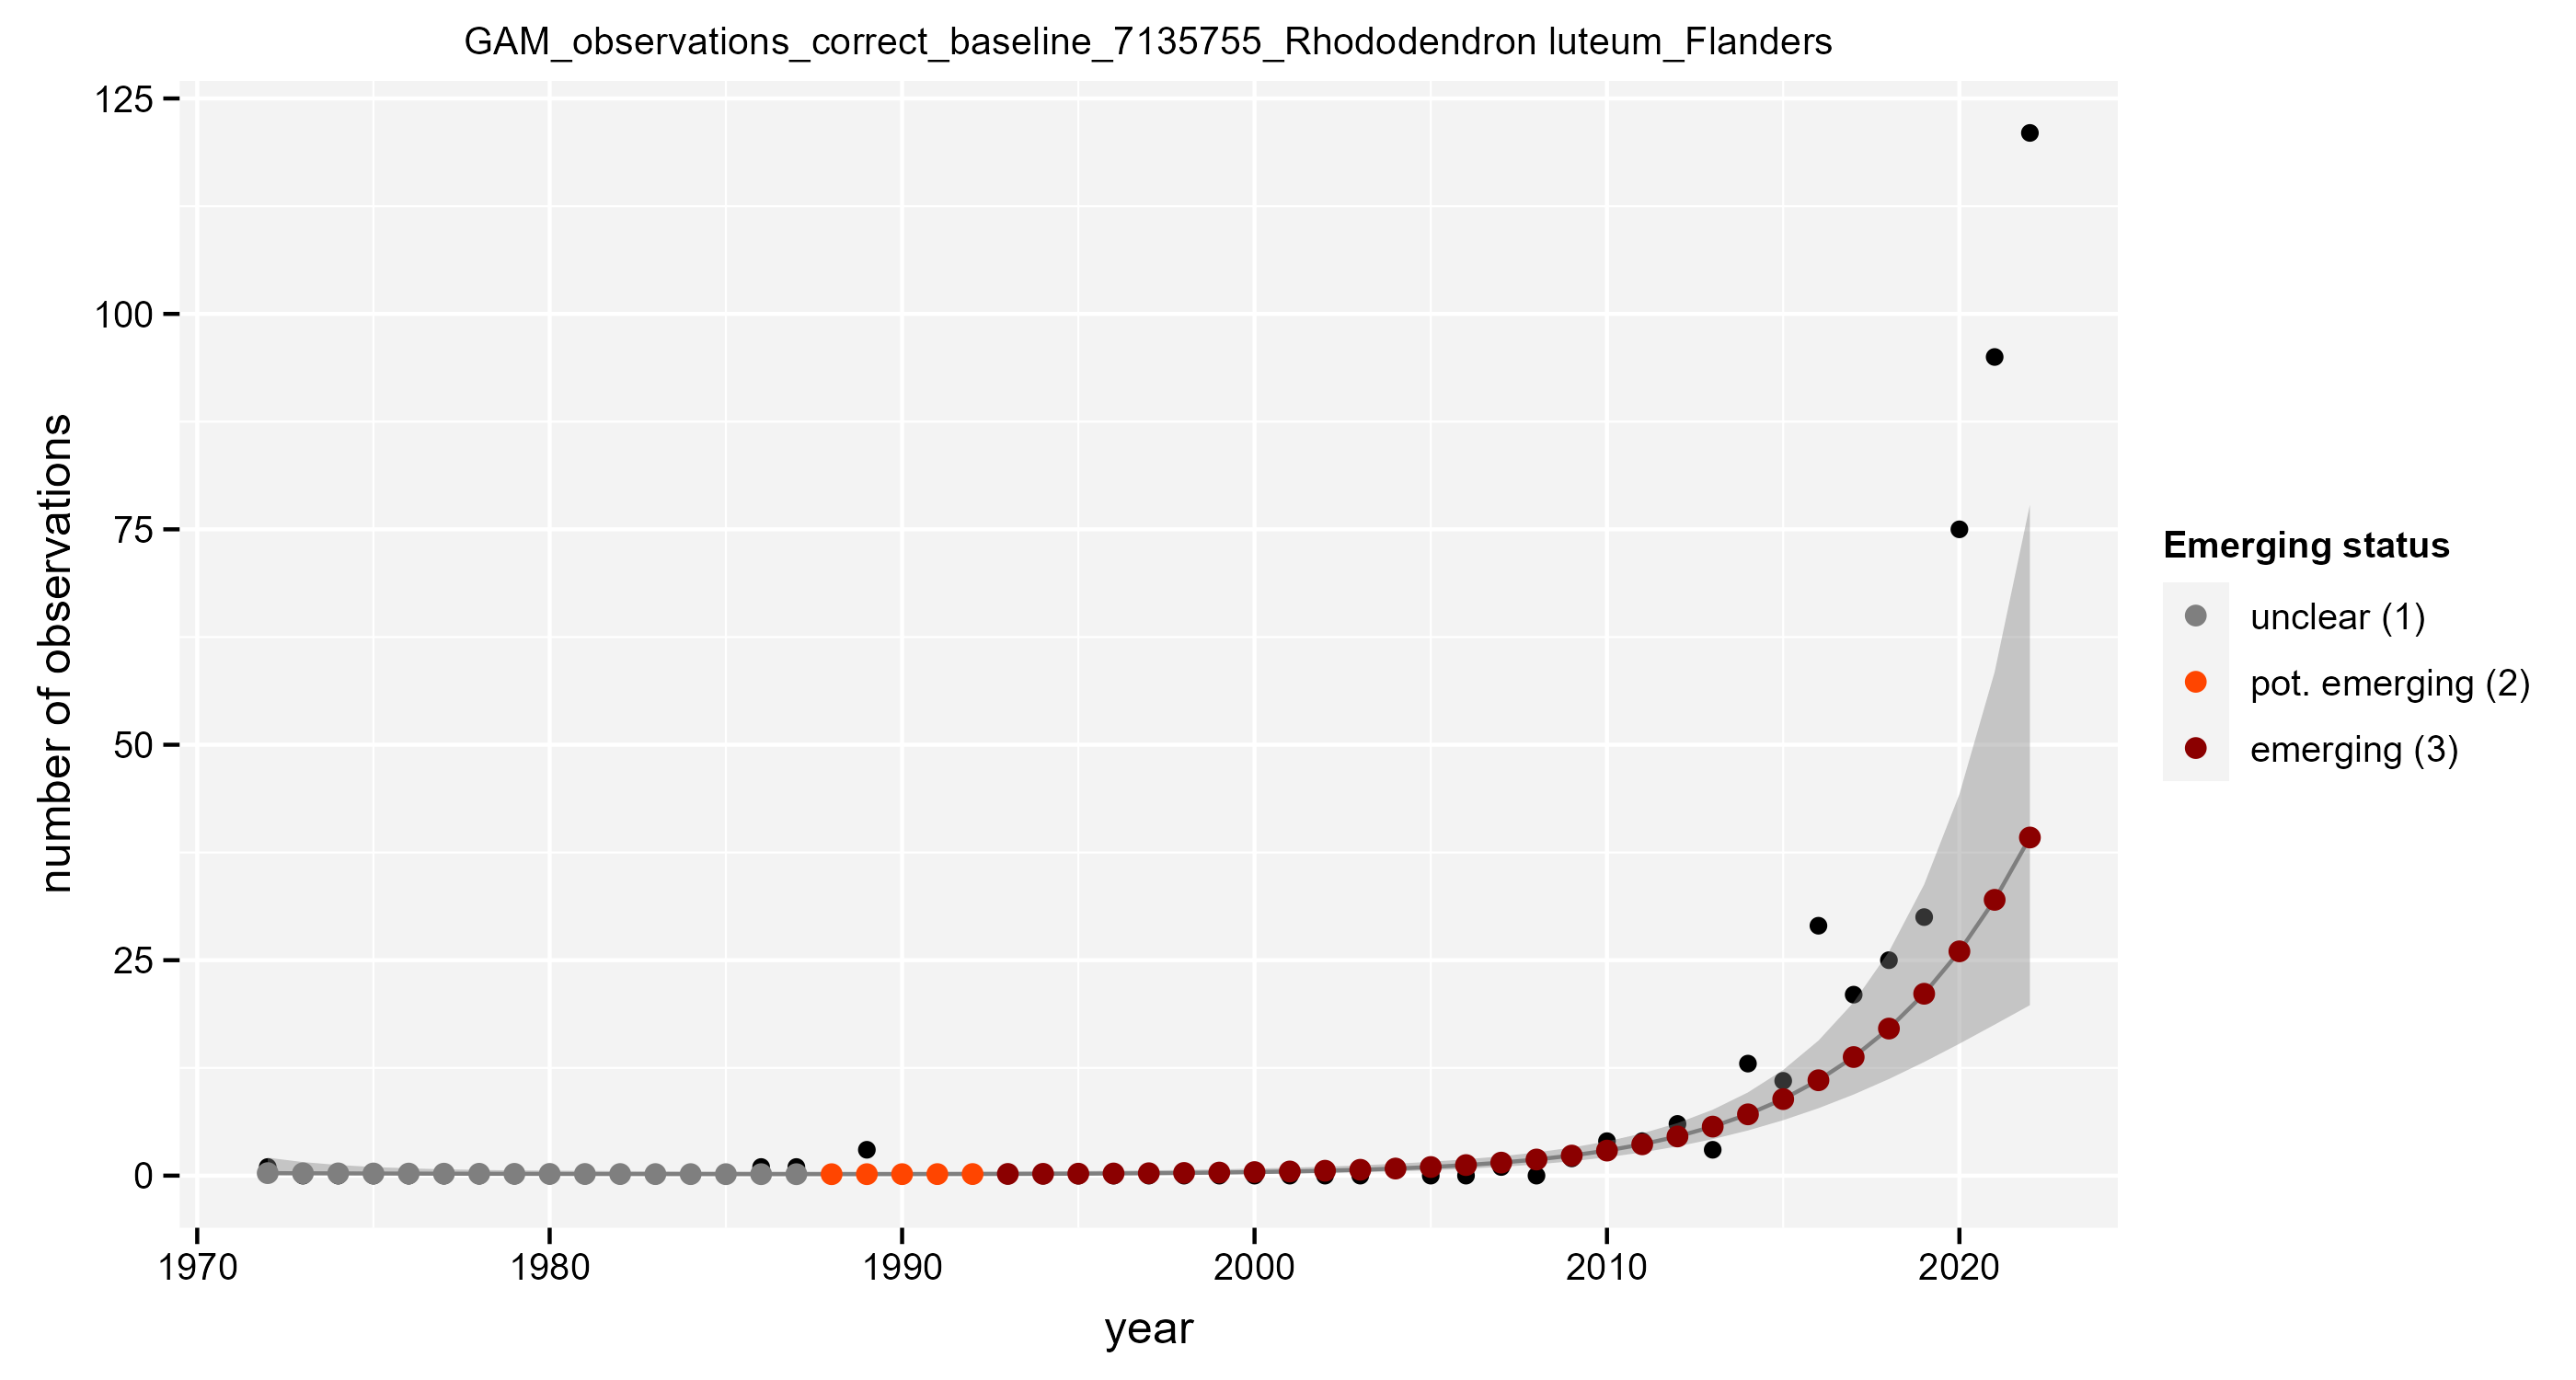 GAM_observations_correct_baseline_7135755_Rhododendron luteum_Flanders
number of observations
125
100
75
50
25
0
1970 1980 1990 2000 2010 2020
year
Emerging status
unclear (1)
pot. emerging (2)
emerging (3)